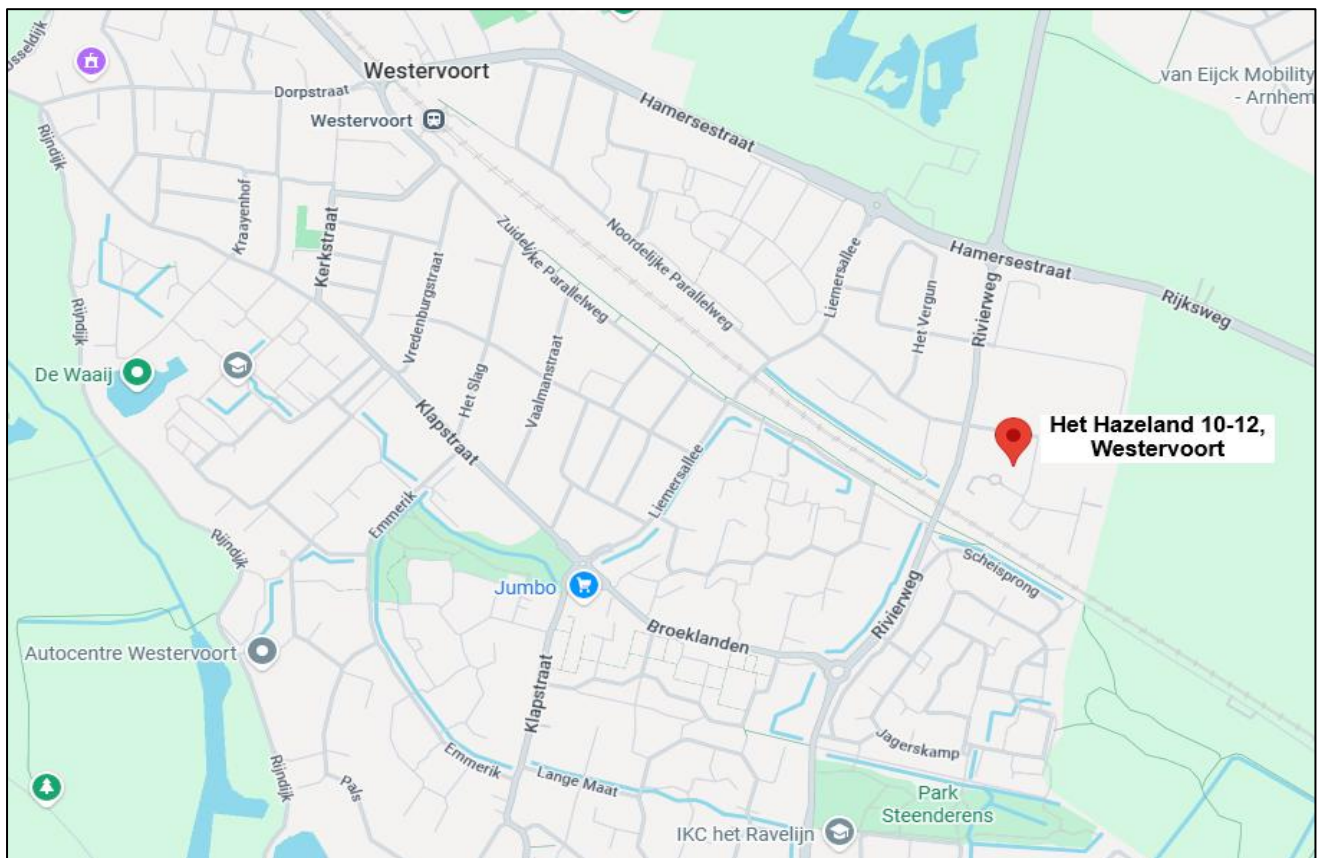 Westervoort
van Eijck Mobility
- Arnhem
Dorpstraat
Westervoort
Hamersestraat
Rijndijk
Kraayenhof
Kerkstraat
Zuidelijke Parallelweg
Noordelijke Parallelweg
Liemersallee
Het Vergun
Hamersestraat
Rijksweg
Rivierweg
Rijndijk
Vredenburgstraat
De Waaij
Het Slag
Vaalmanstraat
Klapstraat
Het Hazeland 10-12,
Westervoort
Liemersallee
Emmerik
Rijndijk
Scheisprong
Jumbo
Rivierweg
Broeklanden
Autocentre Westervoort
Klapstraat
Jagerskamp
Emmerik
Lange Maat
Rijndijk
Pals
Park
Steenderens
IKC het Ravelijn